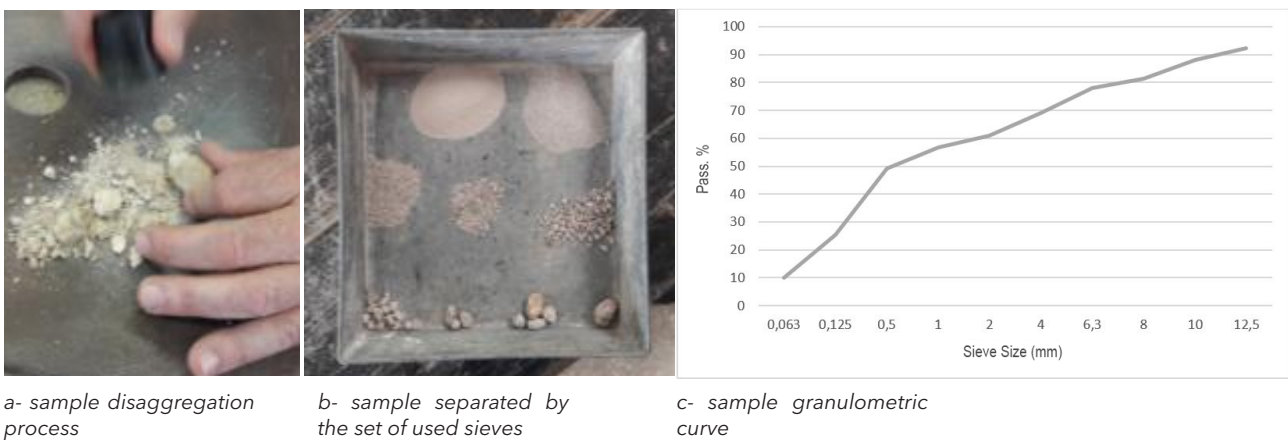 100
90
80
70
60
50
40
30
20
10
0
Pass. %
0,063 0,125 0,5 1 2 4 6,3 8 10 12,5
Sieve Size (mm)
a- sample disaggregation
process
b- sample separated by
the set of used sieves
c- sample granulometric
curve